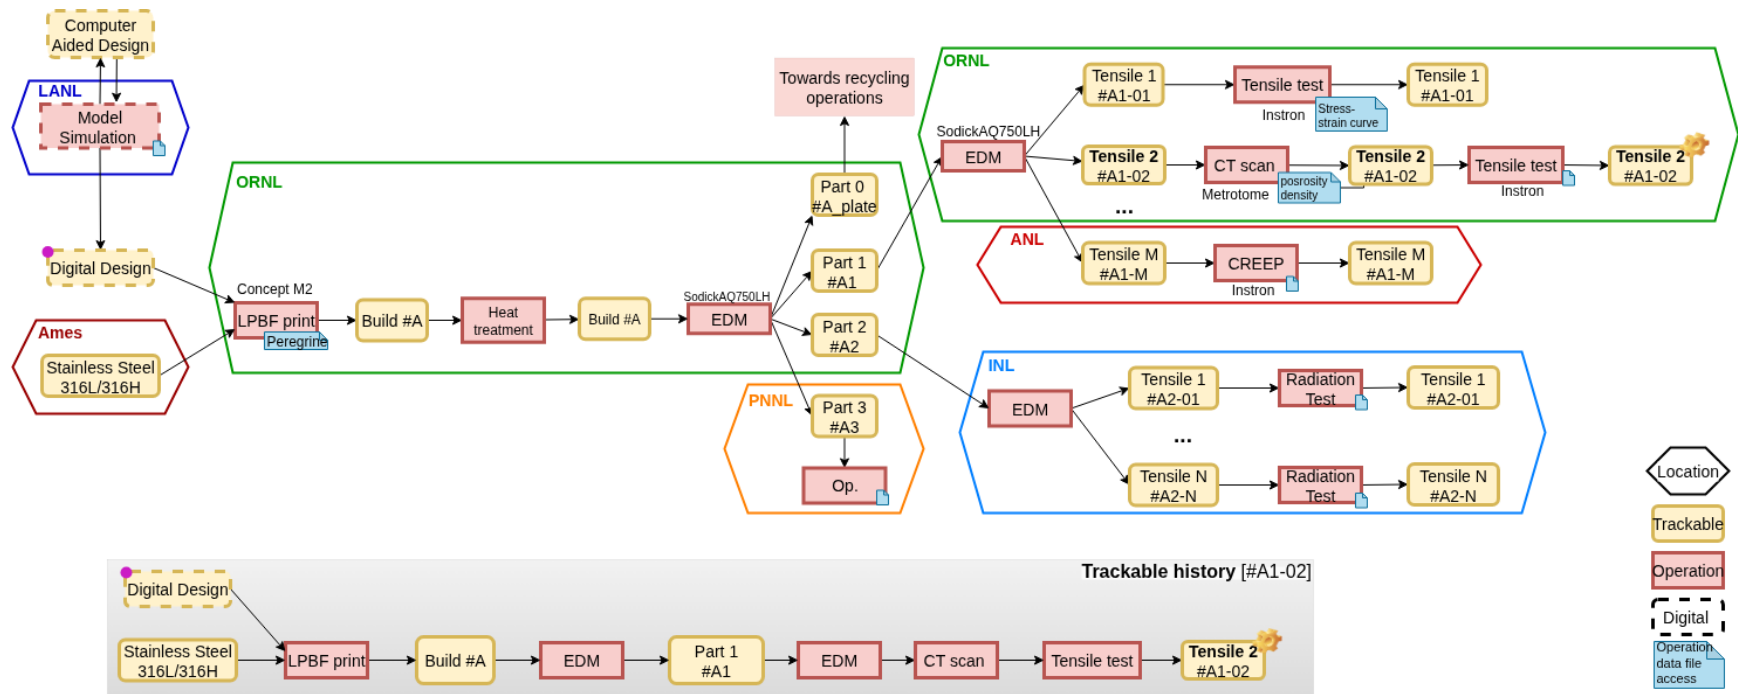 Computer
Aided Design
LANL
Model
Simulation
Digital Design
Ames
Stainless Steel
316L/316H
ORNL
Concept M2
LPBF print
Peregrine
Build #A
Heat
treatment
Build #A
SodickAQ750LH
EDM
Towards recycling
operations
Part 0
#A_plate
Part 1
#A1
Part 2
#A2
PNNL
Part 3
#A3
Op.
ORNL
SodickAQ750LH
EDM
Tensile 1
#A1-01
Tensile test
Instron
Stress-
strain curve
Tensile 1
#A1-01
Tensile 2
#A1-02
CT scan
Metrotome
posrosity
density
Tensile 2
#A1-02
Tensile test
Instron
Tensile 2
#A1-02
...
ANL
Tensile M
#A1-M
CREEP
Instron
Tensile M
#A1-M
INL
EDM
Tensile 1
#A2-01
Radiation
Test
Tensile 1
#A2-01
...
Tensile N
#A2-N
Radiation
Test
Tensile N
#A2-N
Location
Trackable
Operation
Digital
Operation
data file
access
Trackable history [#A1-02]
Digital Design
Stainless Steel
316L/316H
LPBF print
Build #A
EDM
Part 1
#A1
EDM
CT scan
Tensile test
Tensile 2
#A1-02